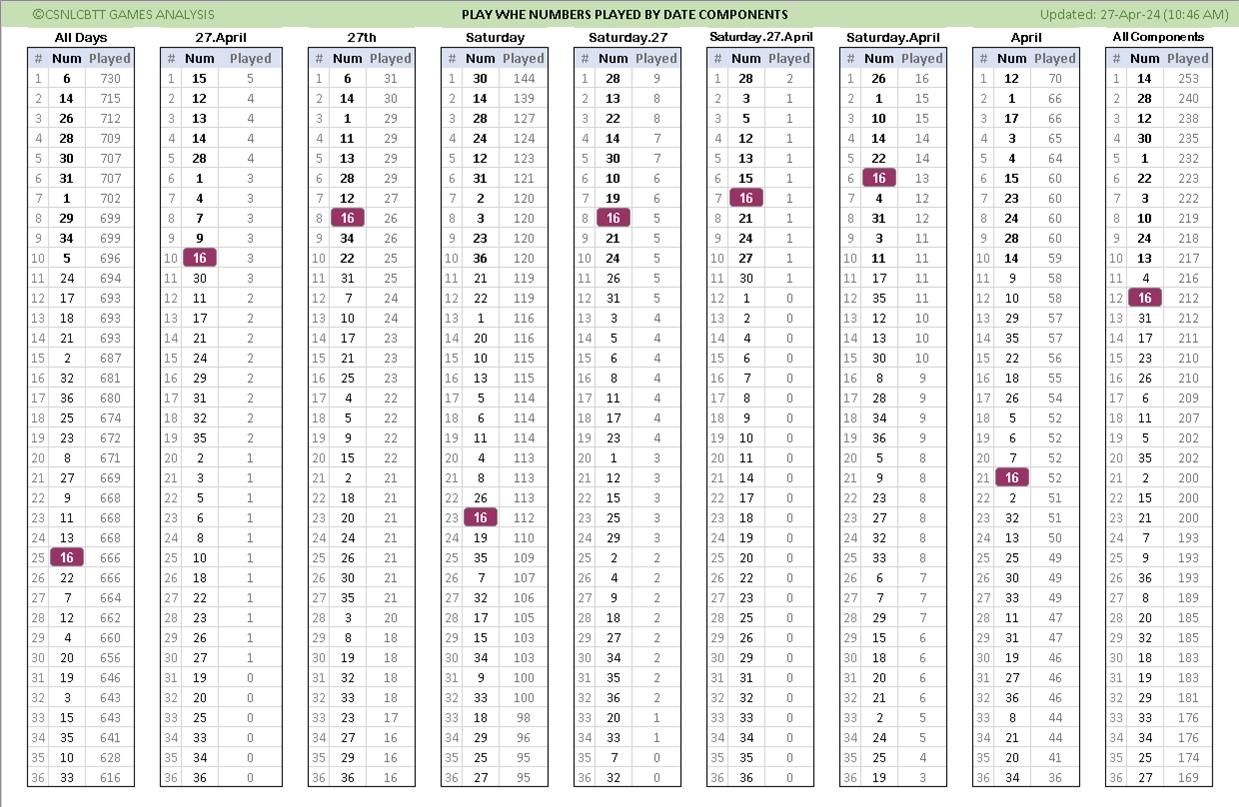 ©CSNLCBTT GAMES ANALYSIS PLAY WHE NUMBERS PLAYED BY DATE COMPONENTS Updated: 27-Apr-24 (10:46 AM)
All Days 27.April 27th Saturday Saturday.27 Saturday.27.April Saturday.April April All Components
# Num Played # Num Played # Num Played # Num Played # Num Played # Num Played # Num Played # Num Played # Num Played
1 6 730 1 15 5 1 6 31 1 30 144 1 28 9 1 28 2 1 26 16 1 12 70 1 14 253
2 14 715 2 12 4 2 14 30 2 14 139 2 13 8 2 3 1 2 1 15 2 1 66 2 28 240
3 26 712 3 13 4 3 1 29 3 28 127 3 22 8 3 5 1 3 10 15 3 17 66 3 12 238
4 28 709 4 14 4 4 11 29 4 24 124 4 14 7 4 12 1 4 14 14 4 3 65 4 30 235
5 30 707 5 28 4 5 13 29 5 12 123 5 30 7 5 13 1 5 22 14 5 4 64 5 1 232
6 31 707 6 1 3 6 28 29 6 31 121 6 10 6 6 15 1 6 16 13 6 15 60 6 22 223
7 1 702 7 4 3 7 12 27 7 2 120 7 19 6 7 16 1 7 4 12 7 23 60 7 3 222
8 29 699 8 7 3 8 16 26 8 3 120 8 16 5 8 21 1 8 31 12 8 24 60 8 10 219
9 34 699 9 9 3 9 34 26 9 23 120 9 21 5 9 24 1 9 3 11 9 28 60 9 24 218
10 5 696 10 16 3 10 22 25 10 36 120 10 24 5 10 27 1 10 11 11 10 14 59 10 13 217
11 24 694 11 30 3 11 31 25 11 21 119 11 26 5 11 30 1 11 17 11 11 9 58 11 4 216
12 17 693 12 11 2 12 7 24 12 22 119 12 31 5 12 1 0 12 35 11 12 10 58 12 16 212
13 18 693 13 17 2 13 10 24 13 1 116 13 3 4 13 2 0 13 12 10 13 29 57 13 31 212
14 21 693 14 21 2 14 17 23 14 20 116 14 5 4 14 4 0 14 13 10 14 35 57 14 17 211
15 2 687 15 24 2 15 21 23 15 10 115 15 6 4 15 6 0 15 30 10 15 22 56 15 23 210
16 32 681 16 29 2 16 25 23 16 13 115 16 8 4 16 7 0 16 8 9 16 18 55 16 26 210
17 36 680 17 31 2 17 4 22 17 5 114 17 11 4 17 8 0 17 28 9 17 26 54 17 6 209
18 25 674 18 32 2 18 5 22 18 6 114 18 17 4 18 9 0 18 34 9 18 5 52 18 11 207
19 23 672 19 35 2 19 9 22 19 11 114 19 23 4 19 10 0 19 36 9 19 6 52 19 5 202
20 8 671 20 2 1 20 15 22 20 4 113 20 1 3 20 11 0 20 5 8 20 7 52 20 35 202
21 27 669 21 3 1 21 2 21 21 8 113 21 12 3 21 14 0 21 9 8 21 16 52 21 2 200
22 9 668 22 5 1 22 18 21 22 26 113 22 15 3 22 17 0 22 23 8 22 2 51 22 15 200
23 11 668 23 6 1 23 20 21 23 16 112 23 25 3 23 18 0 23 27 8 23 32 51 23 21 200
24 13 668 24 8 1 24 24 21 24 19 110 24 29 3 24 19 0 24 32 8 24 13 50 24 7 193
25 16 666 25 10 1 25 26 21 25 35 109 25 2 2 25 20 0 25 33 8 25 25 49 25 9 193
26 22 666 26 18 1 26 30 21 26 7 107 26 4 2 26 22 0 26 6 7 26 30 49 26 36 193
27 7 664 27 22 1 27 35 21 27 32 106 27 9 2 27 23 0 27 7 7 27 33 49 27 8 189
28 12 662 28 23 1 28 3 20 28 17 105 28 18 2 28 25 0 28 29 7 28 11 47 28 20 185
29 4 660 29 26 1 29 8 18 29 15 103 29 27 2 29 26 0 29 15 6 29 31 47 29 32 185
30 20 656 30 27 1 30 19 18 30 34 103 30 34 2 30 29 0 30 18 6 30 19 46 30 18 183
31 19 646 31 19 0 31 32 18 31 9 100 31 35 2 31 31 0 31 20 6 31 27 46 31 19 183
32 3 643 32 20 0 32 33 18 32 33 100 32 36 2 32 32 0 32 21 6 32 36 46 32 29 181
33 15 643 33 25 0 33 23 17 33 18 98 33 20 1 33 33 0 33 2 5 33 8 44 33 33 176
34 35 641 34 33 0 34 27 16 34 29 96 34 33 1 34 34 0 34 24 5 34 21 44 34 34 176
35 10 628 35 34 0 35 29 16 35 25 95 35 7 0 35 35 0 35 25 4 35 20 41 35 25 174
36 33 616 36 36 0 36 36 16 36 27 95 36 32 0 36 36 0 36 19 3 36 34 36 36 27 169